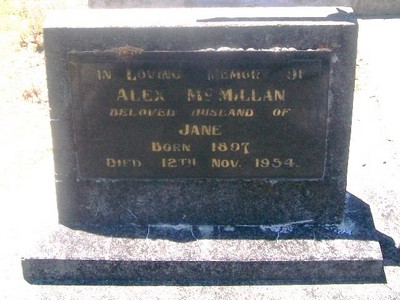 In Loving Memory Of
Alex McMillan
Beloved Husband of
Jane
Born 1897
Died 12th Nov. 1954.